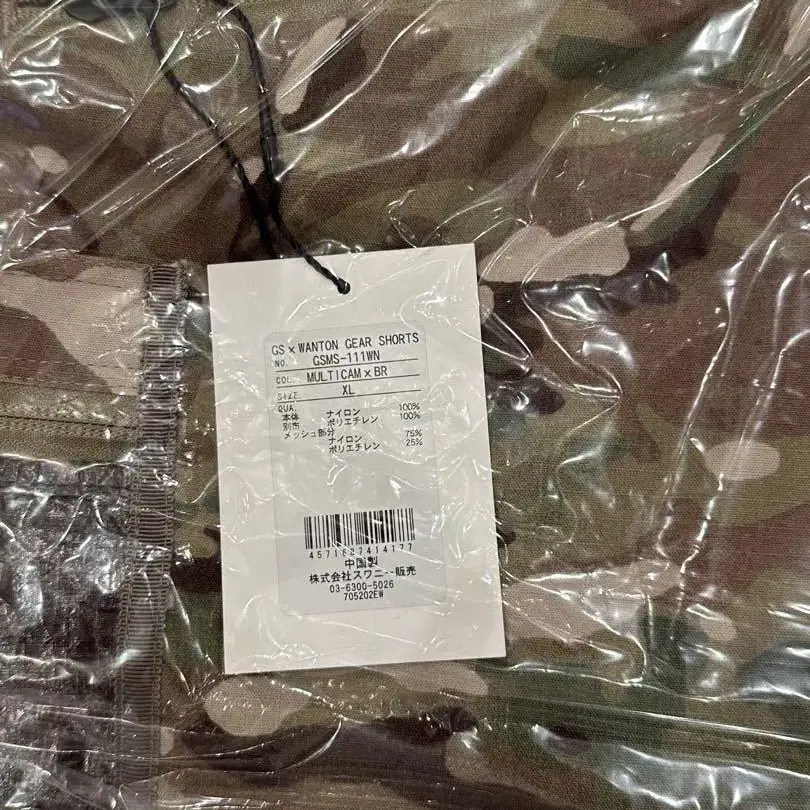 GS×WANTON GEAR SHORTS
NO. GSMS-111WN
COL. MULTICAM×BR
SIZE. XL
QUA.
本体 ナイロン 100%
別布 ポリエチレン 100%
メッシュ部分
ナイロン 75%
ポリエチレン 25%
4571627414177
中国製
株式会社スワニー販売
03-6300-5026
705202EW